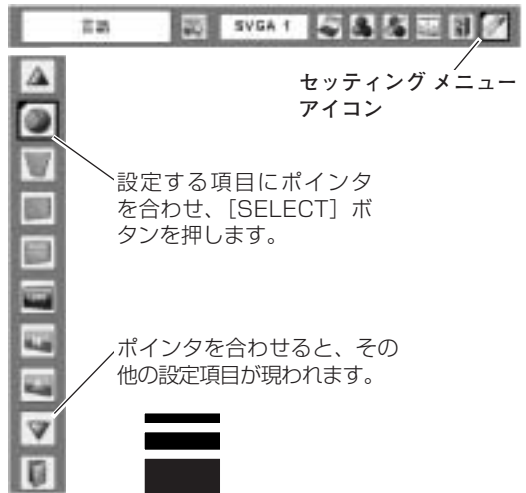 言語
SVGA 1
セッティング メニュー
アイコン
設定する項目にポインタ
を合わせ、［SELECT］ボ
タンを押します。
ポインタを合わせると、その
他の設定項目が現われます。